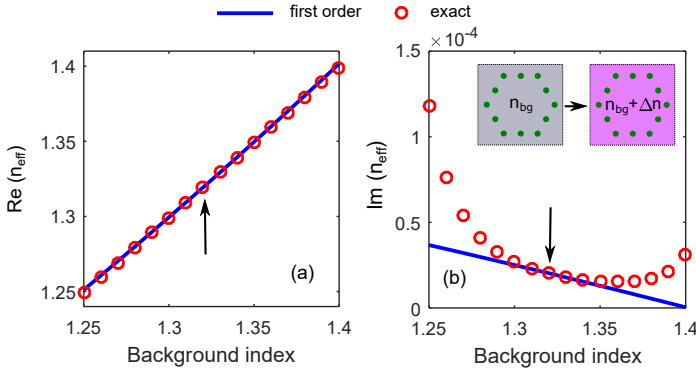 first order
exact
1.4
1.35
1.3
1.25
Re (n_eff)
(a)
1.25
1.3
1.35
1.4
Background index
× 10^-4
1.5
1
0.5
0
Im (n_eff)
n_bg
n_bg+Δn
(b)
1.25
1.3
1.35
1.4
Background index